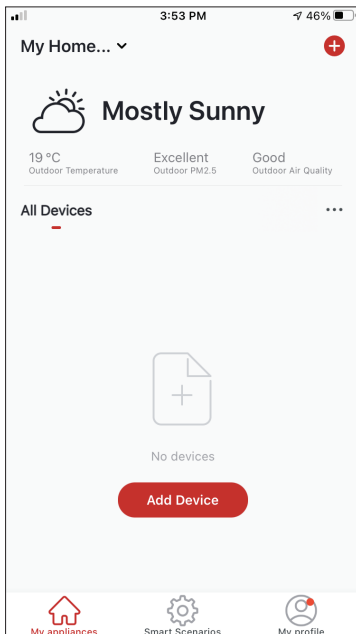 3:53 PM
46%
My Home...
Mostly Sunny
19 °C Excellent Good
Outdoor Temperature Outdoor PM2.5 Outdoor Air Quality
All Devices
No devices
Add Device
My appliances Smart Scenarios My profile